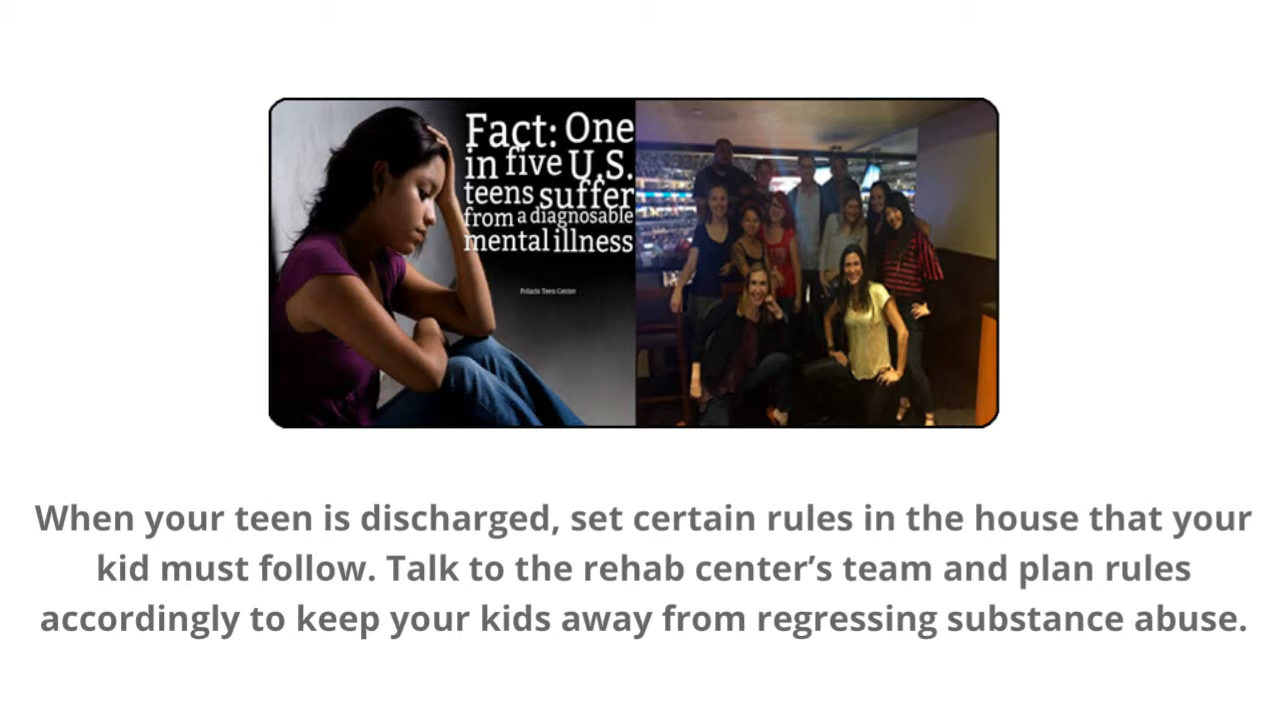 Fact: One
in five U.S.
teens suffer
from a diagnosable
mental illness
Polaris Teen Center
When your teen is discharged, set certain rules in the house that your
kid must follow. Talk to the rehab center’s team and plan rules
accordingly to keep your kids away from regressing substance abuse.